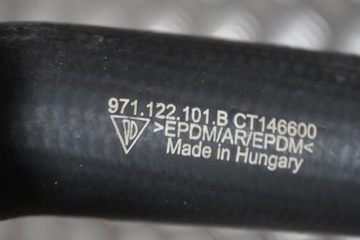 971.122.101.B CT146600
>EPDM/AR/EPDM<
Made in Hungary